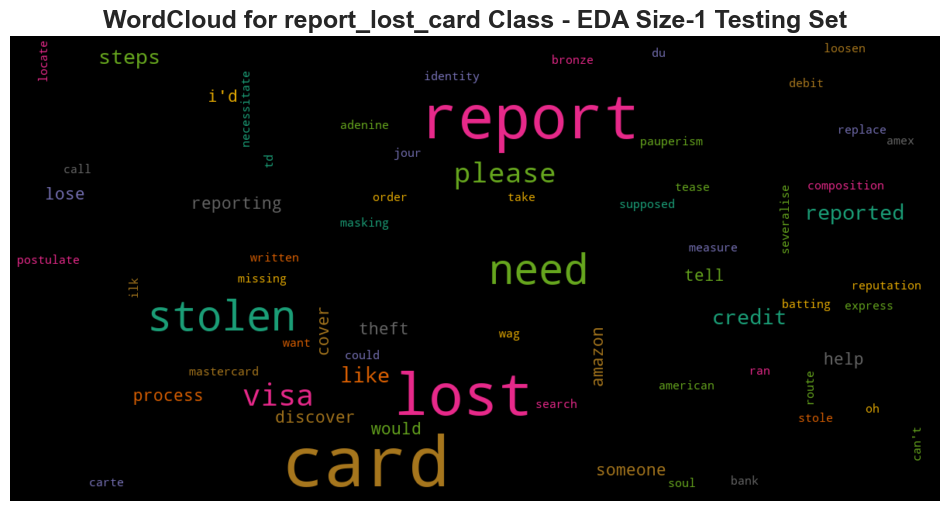 WordCloud for report_lost_card Class - EDA Size-1 Testing Set
locate
steps
i'd
necessitate
td
adenine
identity
jour
bronze
du
loosen
debit
report
pauperism
replace
amex
call
lose
reporting
order
please
take
tease
supposed
composition
reported
severalise
masking
postulate
written
missing
ilk
need
measure
tell
reputation
batting
express
stolen
cover
theft
wag
credit
want
could
amazon
help
mastercard
like
american
ran
route
process
visa
lost
search
discover
would
stole
oh
can't
card
someone
soul
bank
carte